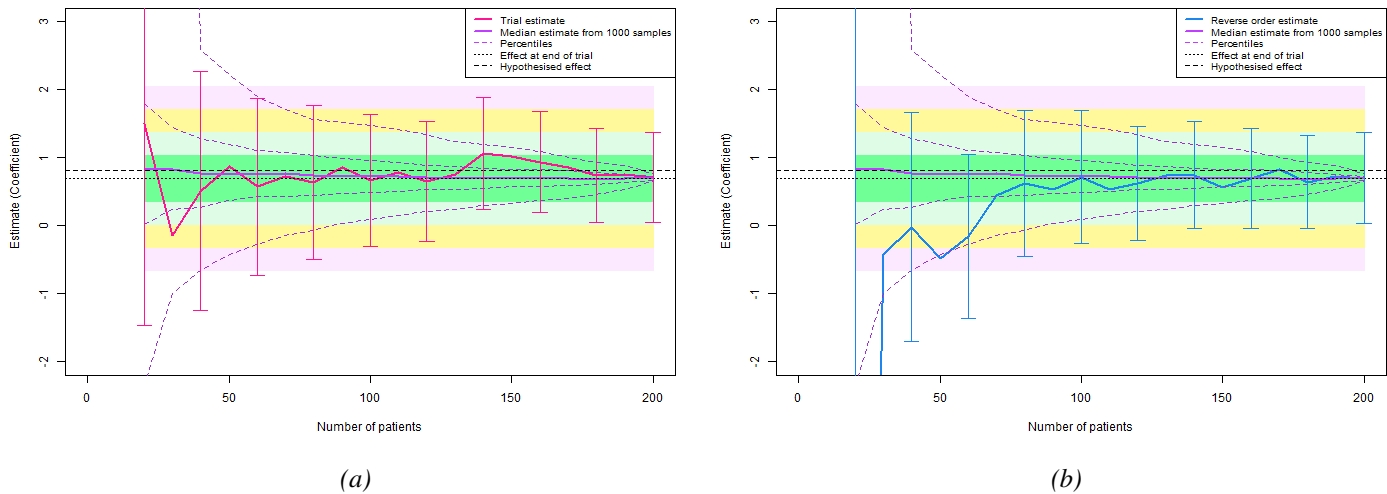 3
2
1
0
-1
-2
Estimate (Coefficient)
0
50
100
150
200
Number of patients
Trial estimate
Median estimate from 1000 samples
Percentiles
Effect at end of trial
Hypothesised effect
(a)
3
2
1
0
-1
-2
Estimate (Coefficient)
0
50
100
150
200
Number of patients
Reverse order estimate
Median estimate from 1000 samples
Percentiles
Effect at end of trial
Hypothesised effect
(b)